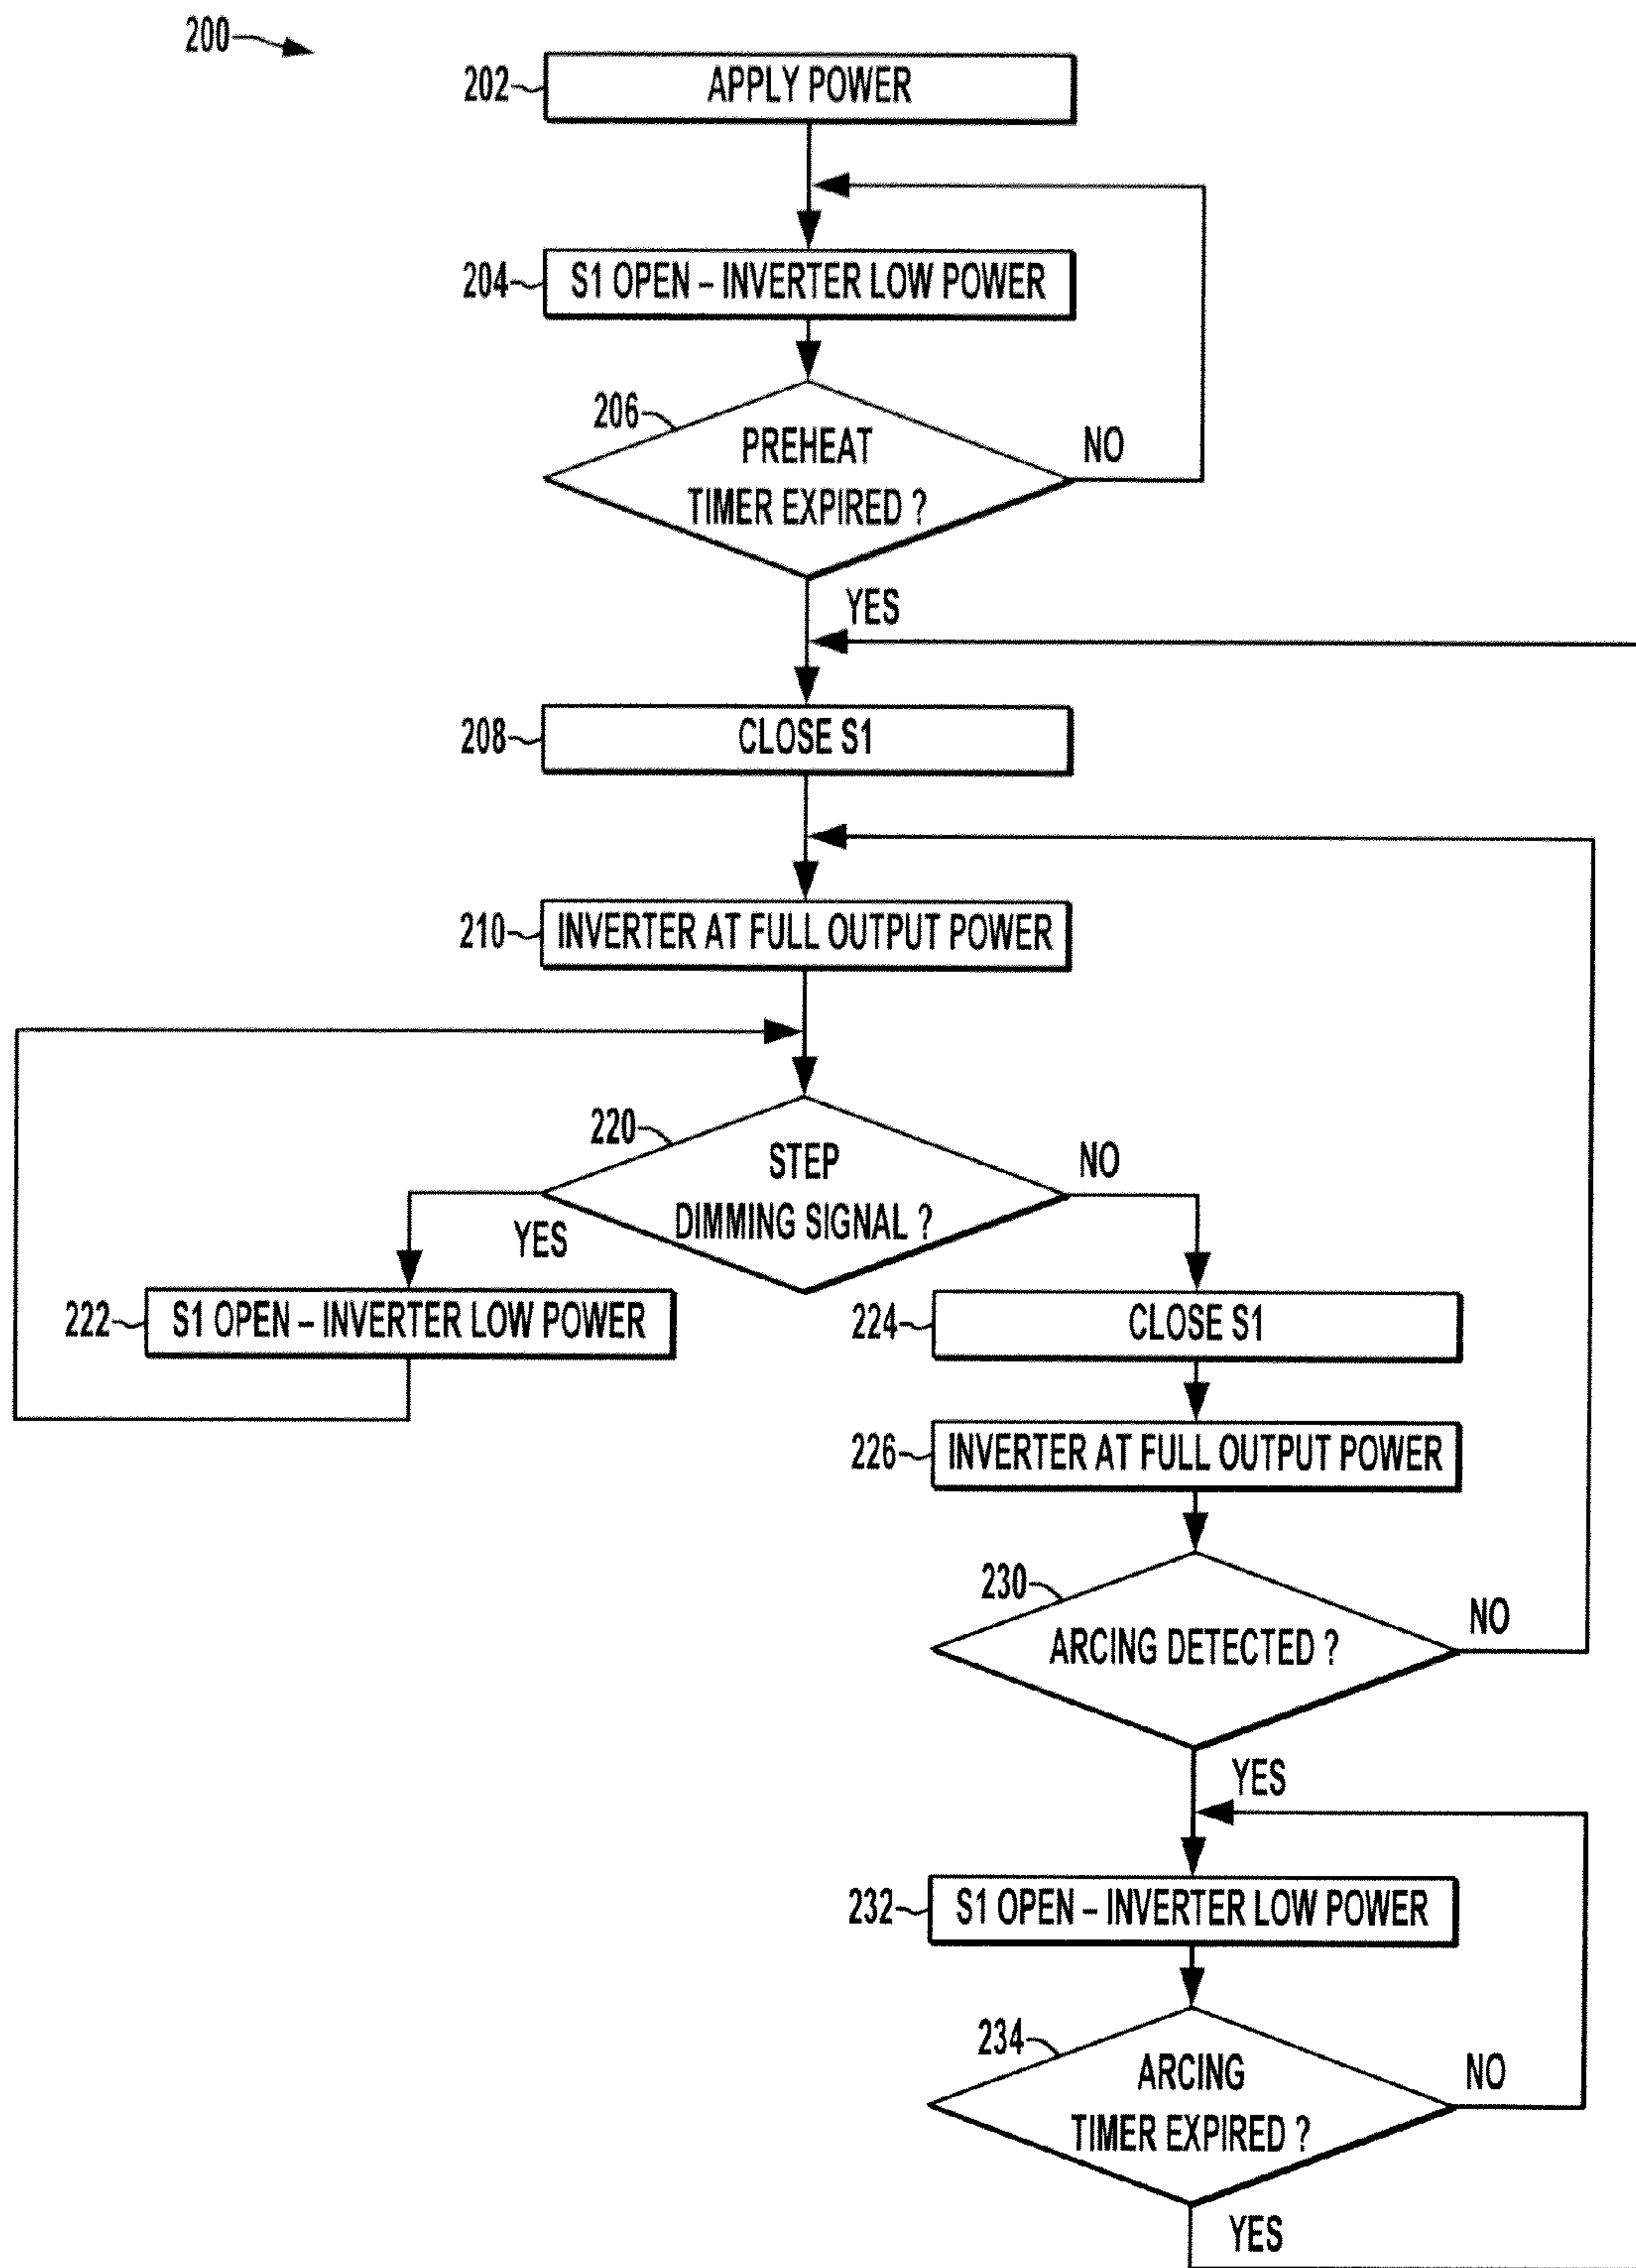 200
202
APPLY POWER
204
S1 OPEN – INVERTER LOW POWER
206
PREHEAT
TIMER EXPIRED ?
NO
YES
208
CLOSE S1
210
INVERTER AT FULL OUTPUT POWER
220
STEP
DIMMING SIGNAL ?
NO
YES
222
S1 OPEN – INVERTER LOW POWER
224
CLOSE S1
226
INVERTER AT FULL OUTPUT POWER
230
ARCING DETECTED ?
NO
YES
232
S1 OPEN – INVERTER LOW POWER
234
ARCING
TIMER EXPIRED ?
NO
YES